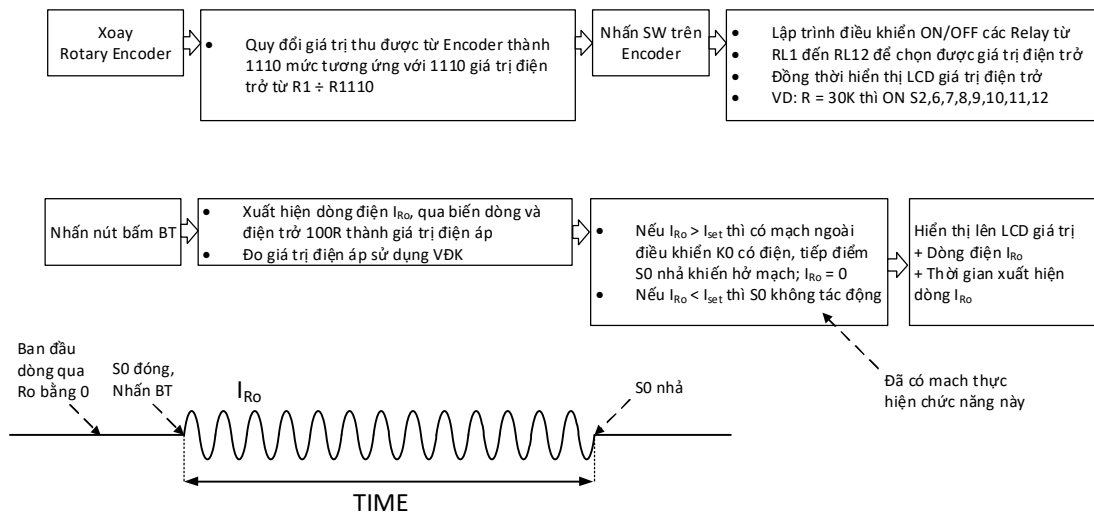 Xoay
Rotary Encoder
• Quy đổi giá trị thu được từ Encoder thành
1110 mức tương ứng với 1110 giá trị điện
trở từ R1 ÷ R1110
Nhấn SW trên
Encoder
• Lập trình điều khiển ON/OFF các Relay từ
• RL1 đến RL12 để chọn được giá trị điện trở
• Đồng thời hiển thị LCD giá trị điện trở
• VD: R = 30K thì ON S2,6,7,8,9,10,11,12
Nhấn nút bấm BT
• Xuất hiện dòng điện IRo, qua biến dòng và
điện trở 100R thành giá trị điện áp
• Đo giá trị điện áp sử dụng VĐK
• Nếu IRo > Iset thì có mạch ngoài
điều khiển K0 có điện, tiếp điểm
S0 nhả khiến hở mạch; IRo = 0
• Nếu IRo < Iset thì S0 không tác động
Hiển thị lên LCD giá trị
+ Dòng điện IRo
+ Thời gian xuất hiện
dòng IRo
Ban đầu
dòng qua
Ro bằng 0
S0 đóng,
Nhấn BT
IRo
S0 nhả
Đã có mach thực
hiện chức năng này
TIME